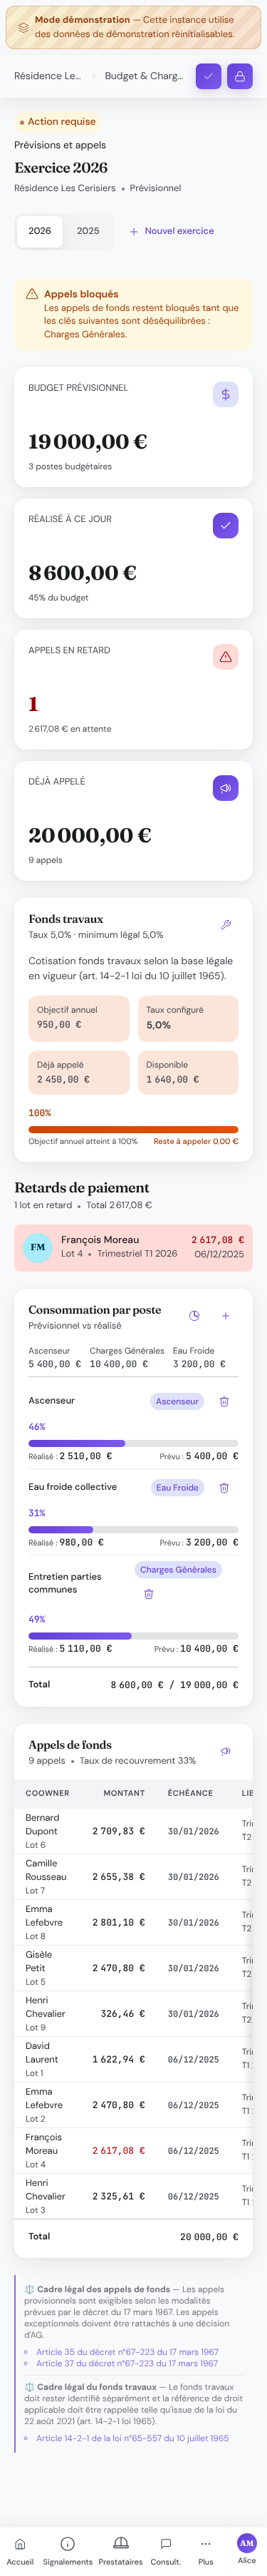 Mode démonstration — Cette instance utilise
des données de démonstration réinitialisables.
Résidence Le...
Budget & Charg...
Action requise
Prévisions et appels
Exercice 2026
Résidence Les Cerisiers • Prévisionnel
2026
2025
Nouvel exercice
Appels bloqués
Les appels de fonds restent bloqués tant que
les clés suivantes sont déséquilibrées :
Charges Générales.
BUDGET PRÉVISIONNEL
19 000,00 €
3 postes budgétaires
RÉALISÉ À CE JOUR
8 600,00 €
45% du budget
APPELS EN RETARD
1
2 617,08 € en attente
DÉJÀ APPELÉ
20 000,00 €
9 appels
Fonds travaux
Taux 5,0% · minimum légal 5,0%
Cotisation fonds travaux selon la base légale
en vigueur (art. 14-2-1 loi du 10 juillet 1965).
Objectif annuel
950,00 €
Taux configuré
5,0%
Déjà appelé
2 450,00 €
Disponible
1 640,00 €
100%
Objectif annuel atteint à 100%
Reste à appeler 0,00 €
Retards de paiement
1 lot en retard • Total 2 617,08 €
FM
François Moreau
Lot 4 • Trimestriel T1 2026
2 617,08 €
06/12/2025
Consommation par poste
Prévisionnel vs réalisé
Ascenseur
5 400,00 €
Charges Générales
10 400,00 €
Eau Froide
3 200,00 €
Ascenseur
Ascenseur
46%
Réalisé : 2 510,00 €
Prévu : 5 400,00 €
Eau froide collective
Eau Froide
31%
Réalisé : 980,00 €
Prévu : 3 200,00 €
Entretien parties
communes
Charges Générales
49%
Réalisé : 5 110,00 €
Prévu : 10 400,00 €
Total
8 600,00 € / 19 000,00 €
Appels de fonds
9 appels • Taux de recouvrement 33%
COOWNER MONTANT ÉCHÉANCE LIB
Bernard
Dupont
Lot 6
2 709,83 €
30/01/2026
Trin
T2
Camille
Rousseau
Lot 7
2 655,38 €
30/01/2026
Trin
T2
Emma
Lefebvre
Lot 8
2 801,10 €
30/01/2026
Trin
T2
Gisèle
Petit
Lot 5
2 470,80 €
30/01/2026
Trin
T2
Henri
Chevalier
Lot 9
326,46 €
30/01/2026
Trin
T2
David
Laurent
Lot 1
1 622,94 €
06/12/2025
Trin
T1
Emma
Lefebvre
Lot 2
2 470,80 €
06/12/2025
Trin
T1
François
Moreau
Lot 4
2 617,08 €
06/12/2025
Trin
T1
Henri
Chevalier
Lot 3
2 325,61 €
06/12/2025
Trin
T1
Total
20 000,00 €
Cadre légal des appels de fonds — Les appels
provisionnels sont exigibles selon les modalités
prévues par le décret du 17 mars 1967. Les appels
exceptionnels doivent être rattachés à une décision
d'AG.
Article 35 du décret n°67-223 du 17 mars 1967
Article 37 du décret n°67-223 du 17 mars 1967
Cadre légal du fonds travaux — Le fonds travaux
doit rester identifié séparément et la référence de droit
applicable doit être rappelée telle qu'issue de la loi du
22 août 2021 (art. 14-2-1 loi 1965).
Article 14-2-1 de la loi n°65-557 du 10 juillet 1965
Accueil
Signalements
Prestataires
Consult.
Plus
AM
Alice